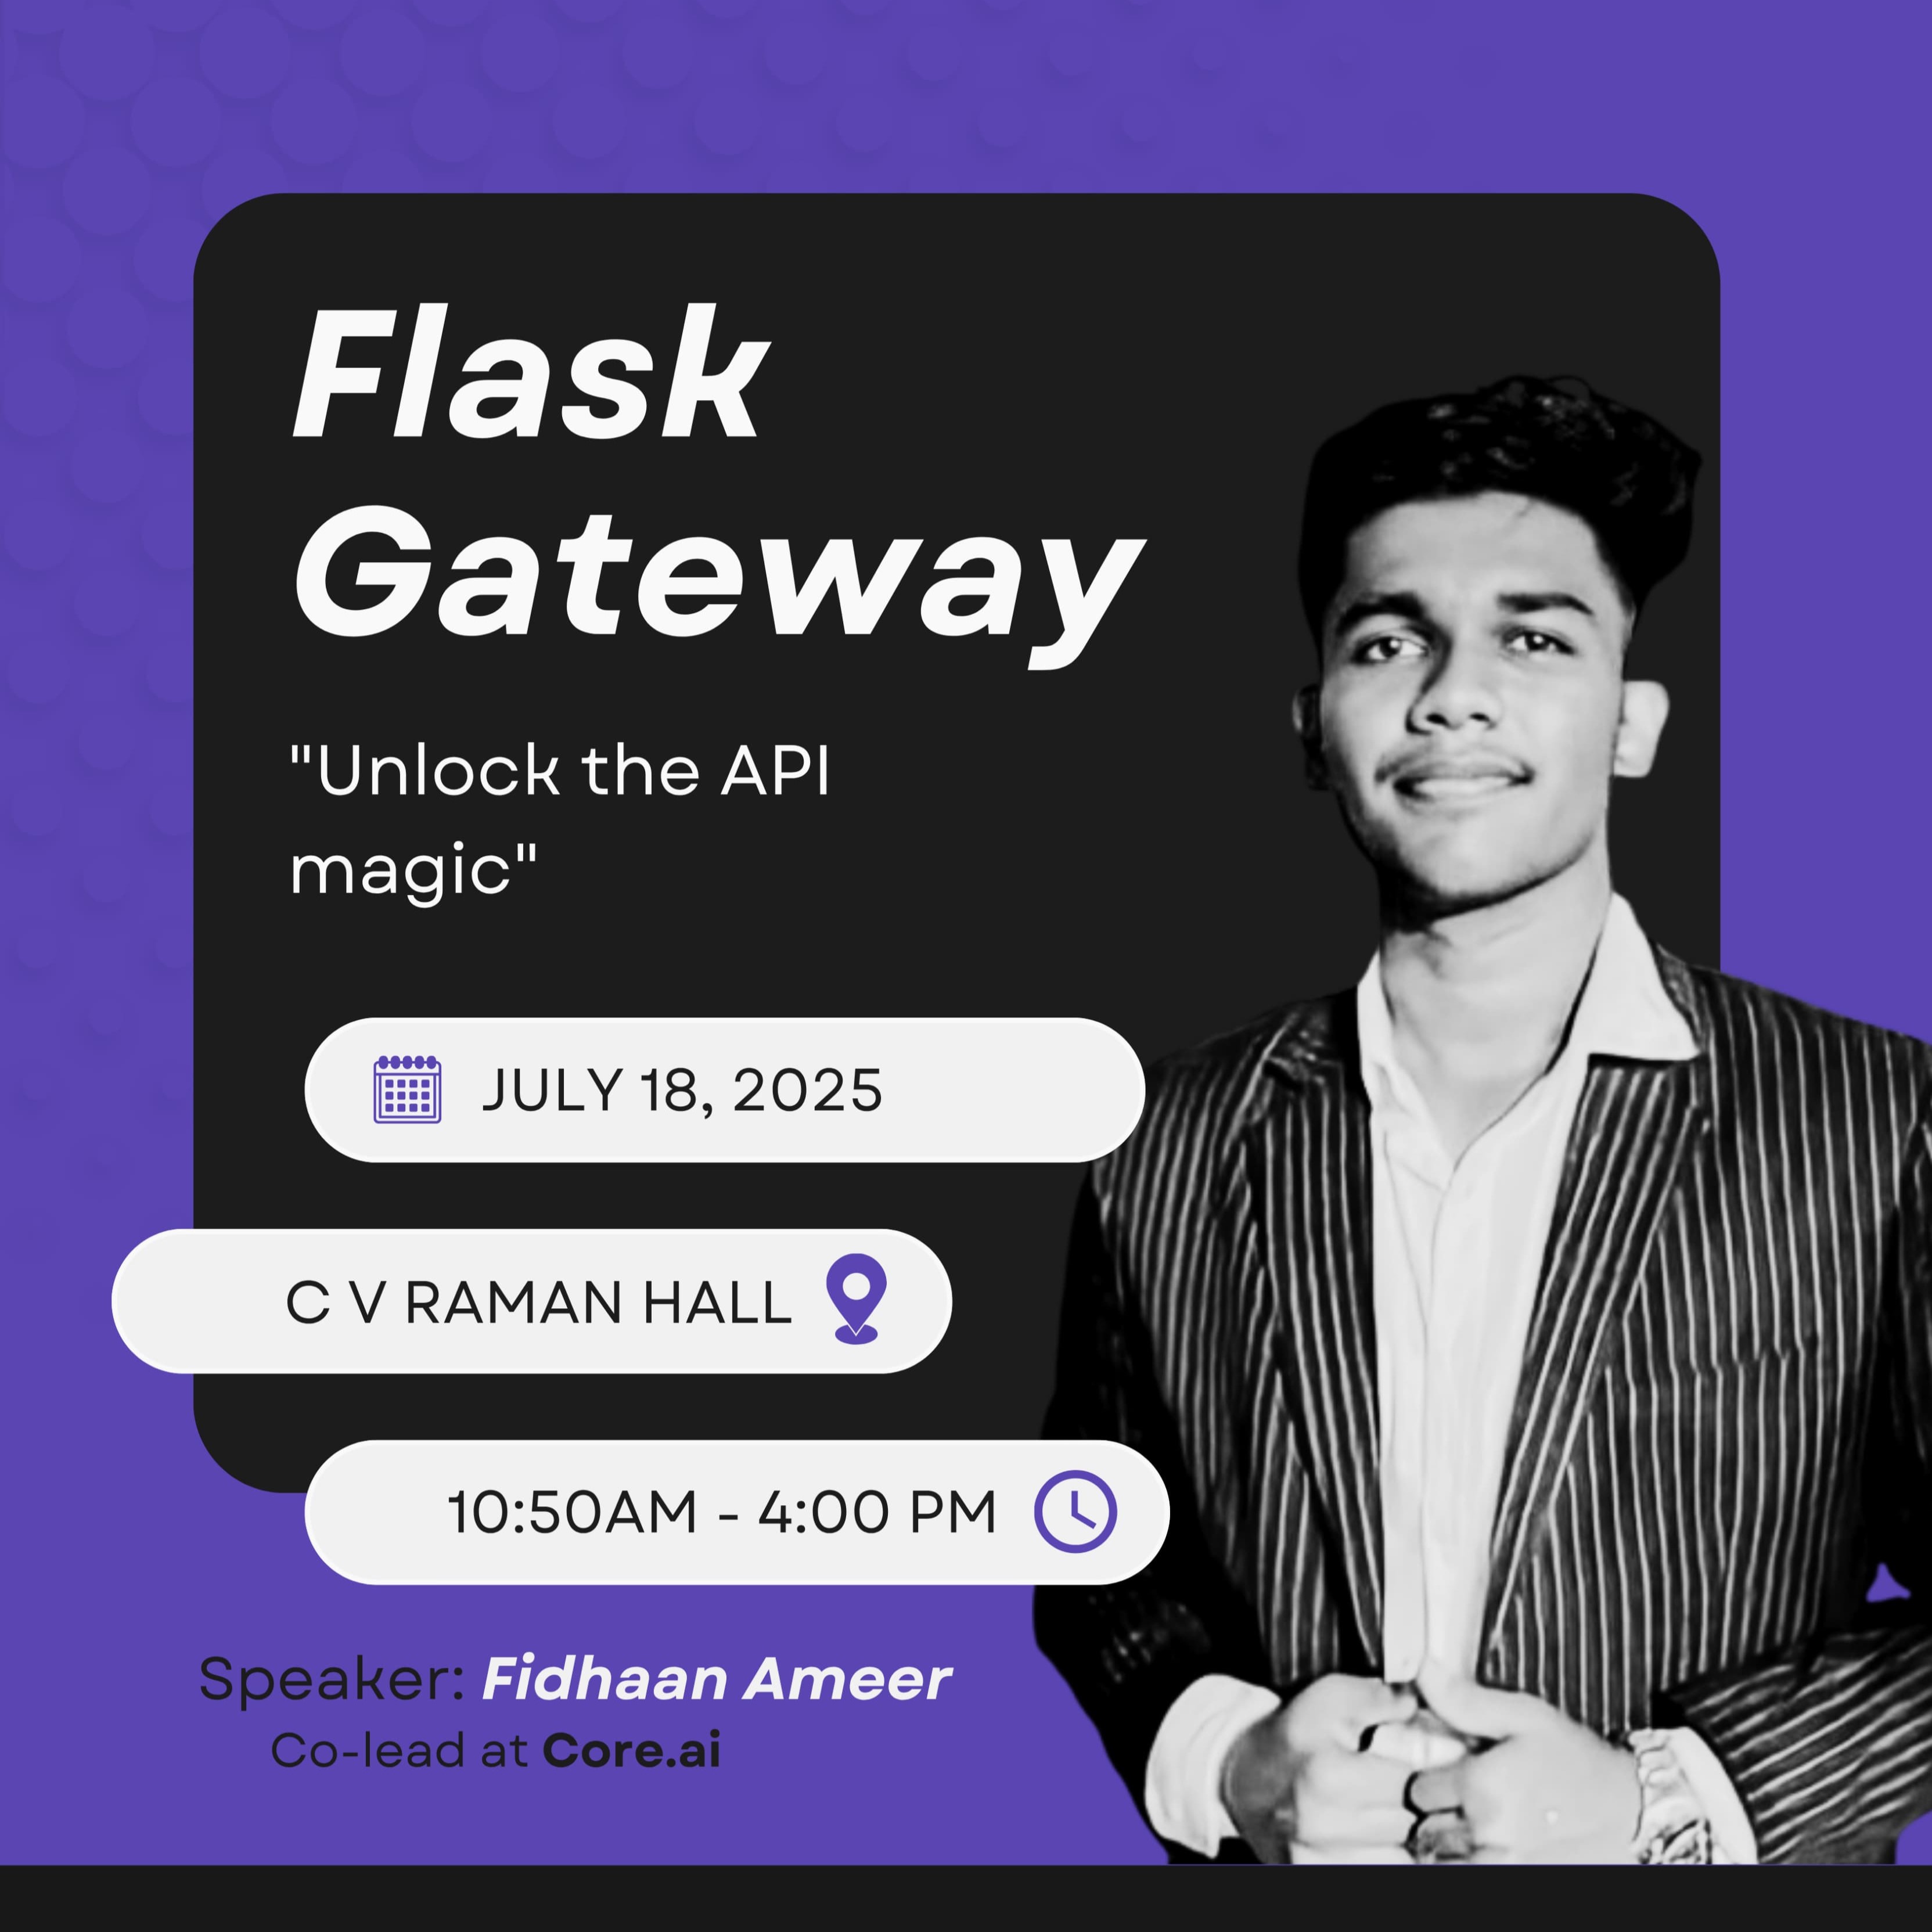 Flask
Gateway
"Unlock the API
magic"
JULY 18, 2025
C V RAMAN HALL
10:50AM - 4:00 PM
Speaker: Fidhaan Ameer
Co-lead at Core.ai